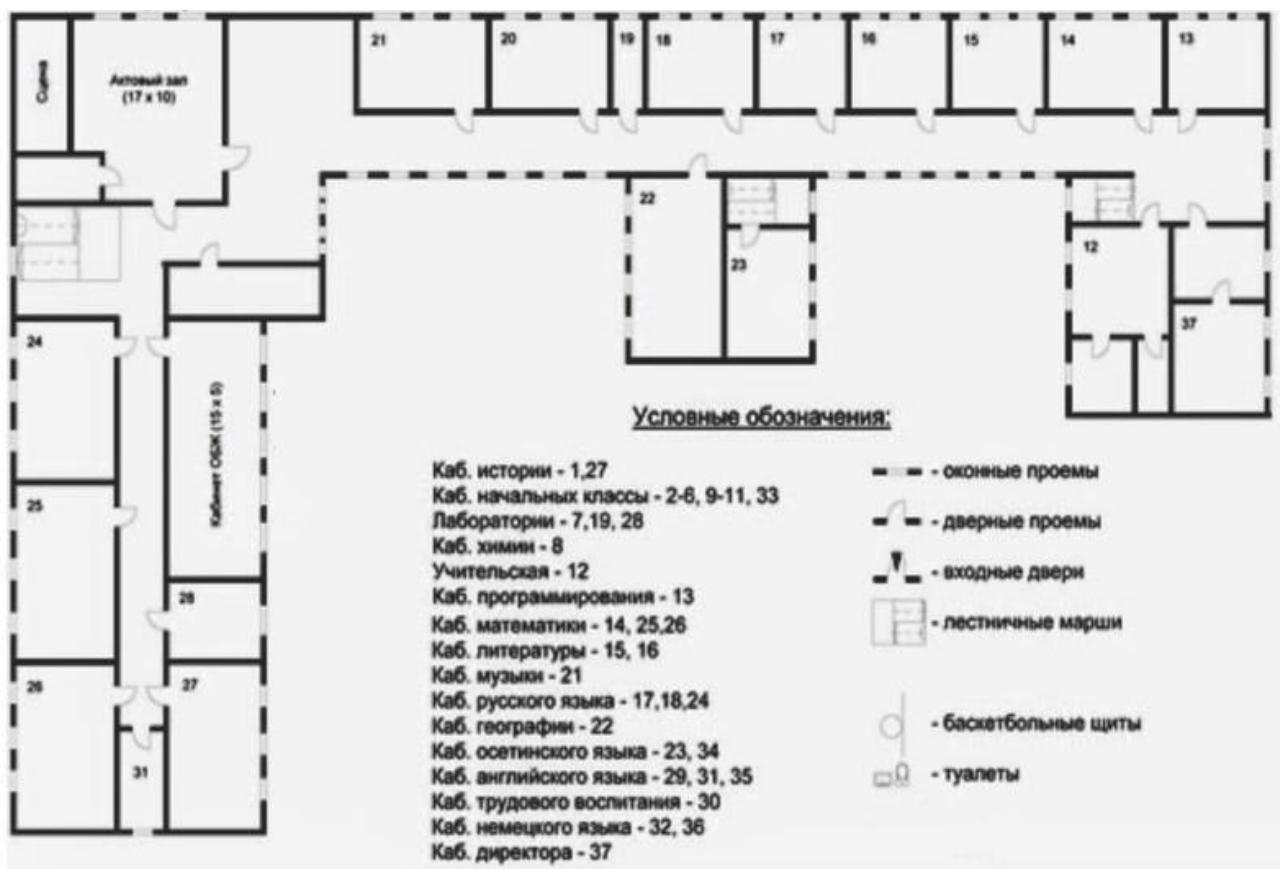 Сцена
Актовый зал
(17 x 10)
21
20
19
18
17
16
15
14
13
22
23
12
37
24
25
26
Кабинет ОБЖ (15 x 5)
28
27
31
Условные обозначения:
Каб. истории - 1,27
Каб. начальных классы - 2-6, 9-11, 33
Лаборатории - 7,19, 28
Каб. химии - 8
Учительская - 12
Каб. программирования - 13
Каб. математики - 14, 25,26
Каб. литературы - 15, 16
Каб. музыки - 21
Каб. русского языка - 17,18,24
Каб. географии - 22
Каб. осетинского языка - 23, 34
Каб. английского языка - 29, 31, 35
Каб. трудового воспитания - 30
Каб. немецкого языка - 32, 36
Каб. директора - 37
- оконные проемы
- дверные проемы
- входные двери
- лестничные марши
- баскетбольные щиты
- туалеты